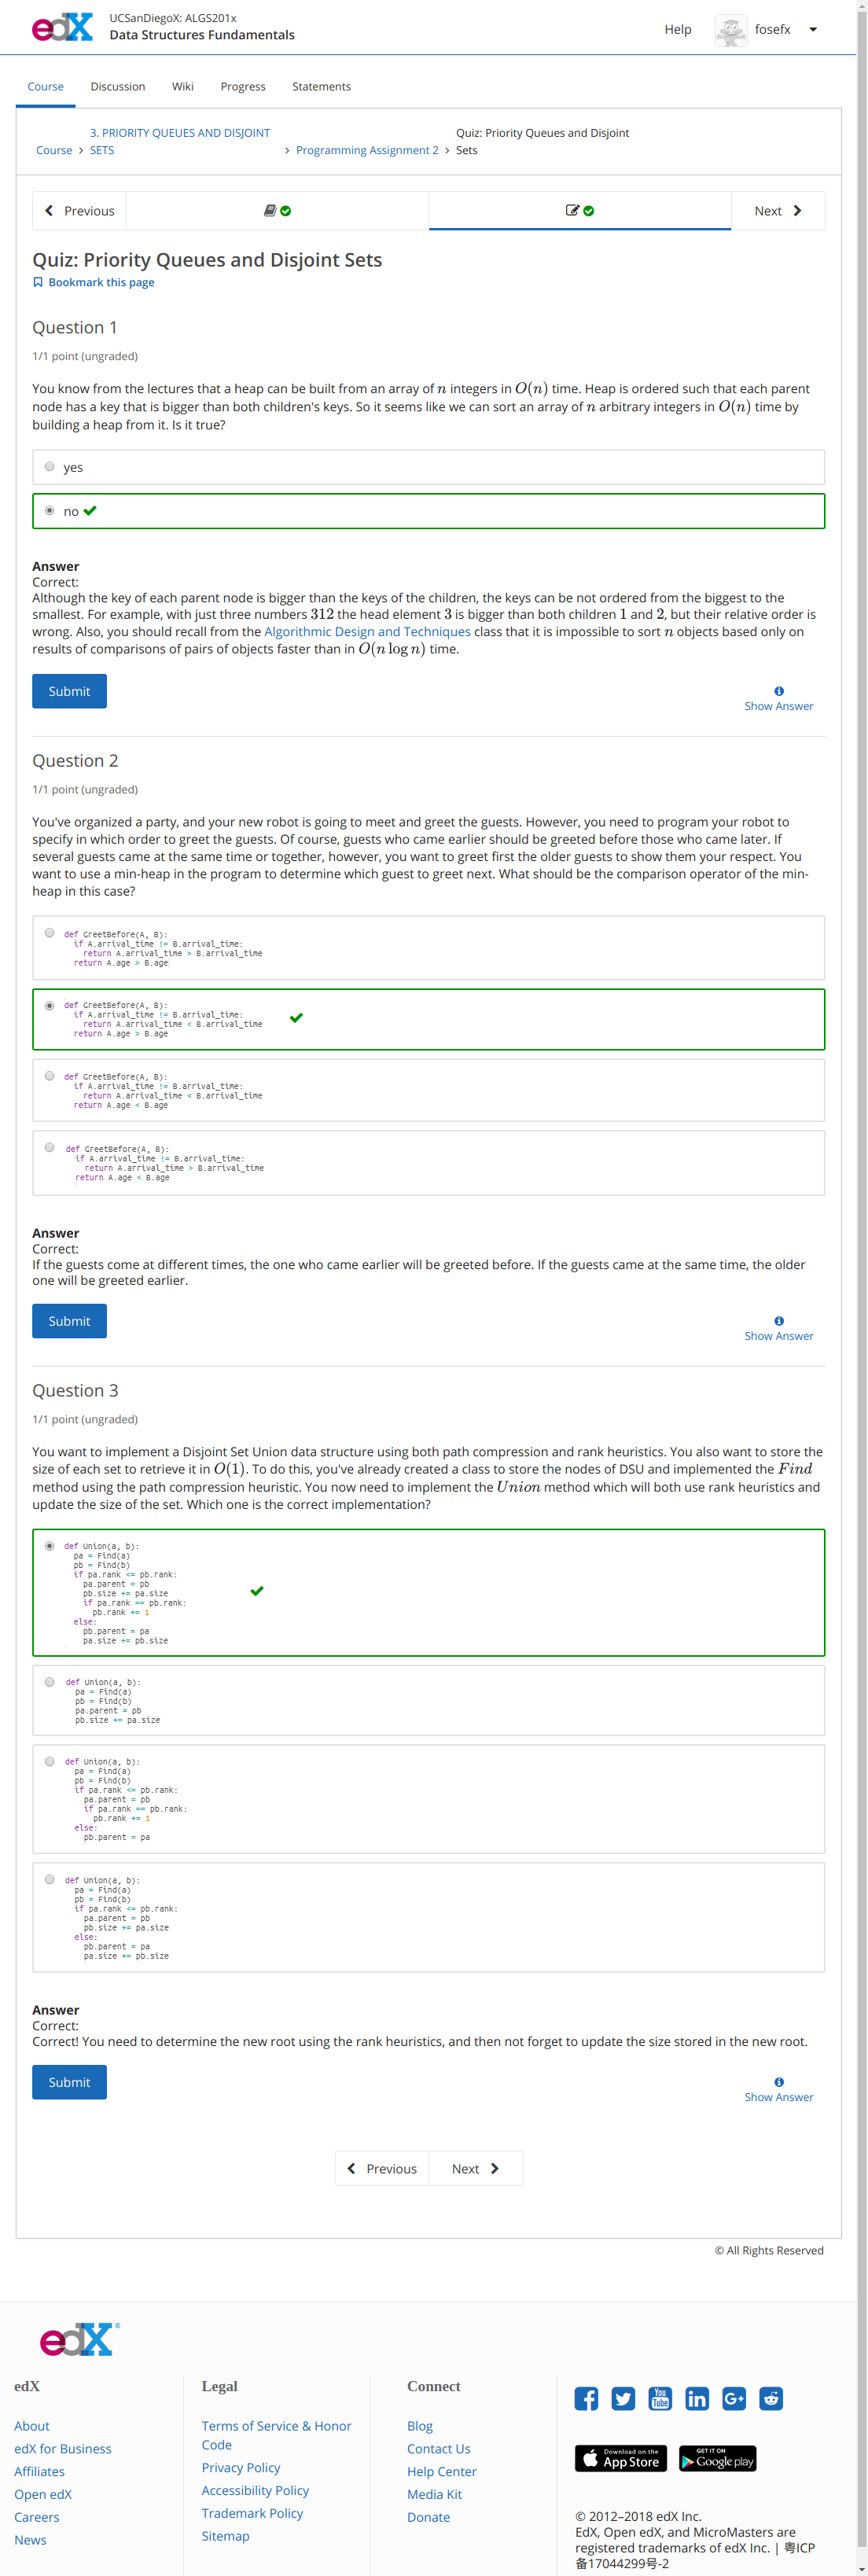 edX
UCSanDiegoX: ALGS201x
Data Structures Fundamentals
Help
fosefx
Course
Discussion
Wiki
Progress
Statements
Course > 3. PRIORITY QUEUES AND DISJOINT
SETS
> Programming Assignment 2 >
Quiz: Priority Queues and Disjoint
Sets
Previous
Next
Quiz: Priority Queues and Disjoint Sets
Bookmark this page
Question 1
1/1 point (ungraded)
You know from the lectures that a heap can be built from an array of n integers in O(n) time. Heap is ordered such that each parent
node has a key that is bigger than both children's keys. So it seems like we can sort an array of n arbitrary integers in O(n) time by
building a heap from it. Is it true?
yes
no
Answer
Correct:
Although the key of each parent node is bigger than the keys of the children, the keys can be not ordered from the biggest to the
smallest. For example, with just three numbers 312 the head element 3 is bigger than both children 1 and 2, but their relative order is
wrong. Also, you should recall from the Algorithmic Design and Techniques class that it is impossible to sort n objects based only on
results of comparisons of pairs of objects faster than in O(n log n) time.
Submit
Show Answer
Question 2
1/1 point (ungraded)
You've organized a party, and your new robot is going to meet and greet the guests. However, you need to program your robot to
specify in which order to greet the guests. Of course, guests who came earlier should be greeted before those who came later. If
several guests came at the same time or together, however, you want to greet first the older guests to show them your respect. You
want to use a min-heap in the program to determine which guest to greet next. What should be the comparison operator of the min-
heap in this case?
def GreetBefore(A, B):
if A.arrival_time != B.arrival_time:
return A.arrival_time > B.arrival_time
return A.age > B.age
def GreetBefore(A, B):
if A.arrival_time != B.arrival_time:
return A.arrival_time < B.arrival_time
return A.age > B.age
def GreetBefore(A, B):
if A.arrival_time != B.arrival_time:
return A.arrival_time < B.arrival_time
return A.age < B.age
def GreetBefore(A, B):
if A.arrival_time != B.arrival_time:
return A.arrival_time > B.arrival_time
return A.age < B.age
Answer
Correct:
If the guests come at different times, the one who came earlier will be greeted before. If the guests came at the same time, the older
one will be greeted earlier.
Submit
Show Answer
Question 3
1/1 point (ungraded)
You want to implement a Disjoint Set Union data structure using both path compression and rank heuristics. You also want to store the
size of each set to retrieve it in O(1). To do this, you've already created a class to store the nodes of DSU and implemented the Find
method using the path compression heuristic. You now need to implement the Union method which will both use rank heuristics and
update the size of the set. Which one is the correct implementation?
def Union(a, b):
pa = Find(a)
pb = Find(b)
if pa.rank <= pb.rank:
pa.parent = pb
pb.size += pa.size
if pa.rank == pb.rank:
pb.rank += 1
else:
pb.parent = pa
pa.size += pb.size
def Union(a, b):
pa = Find(a)
pb = Find(b)
pa.parent = pb
pb.size += pa.size
def Union(a, b):
pa = Find(a)
pb = Find(b)
if pa.rank <= pb.rank:
pa.parent = pb
if pa.rank == pb.rank:
pb.rank += 1
else:
pb.parent = pa
def Union(a, b):
pa = Find(a)
pb = Find(b)
if pa.rank <= pb.rank:
pa.parent = pb
pb.size += pa.size
else:
pb.parent = pa
pa.size += pb.size
Answer
Correct:
Correct! You need to determine the new root using the rank heuristics, and then not forget to update the size stored in the new root.
Submit
Show Answer
Previous
Next
© All Rights Reserved
edX®
edX
About
edX for Business
Affiliates
Open edX
Careers
News
Legal
Terms of Service & Honor
Code
Privacy Policy
Accessibility Policy
Trademark Policy
Sitemap
Connect
Blog
Contact Us
Help Center
Media Kit
Donate
You
Tube
in
G+
Download on the
App Store
GET IT ON
Google play
© 2012–2018 edX Inc.
EdX, Open edX, and MicroMasters are
registered trademarks of edX Inc. | 粤ICP
备17044299号-2